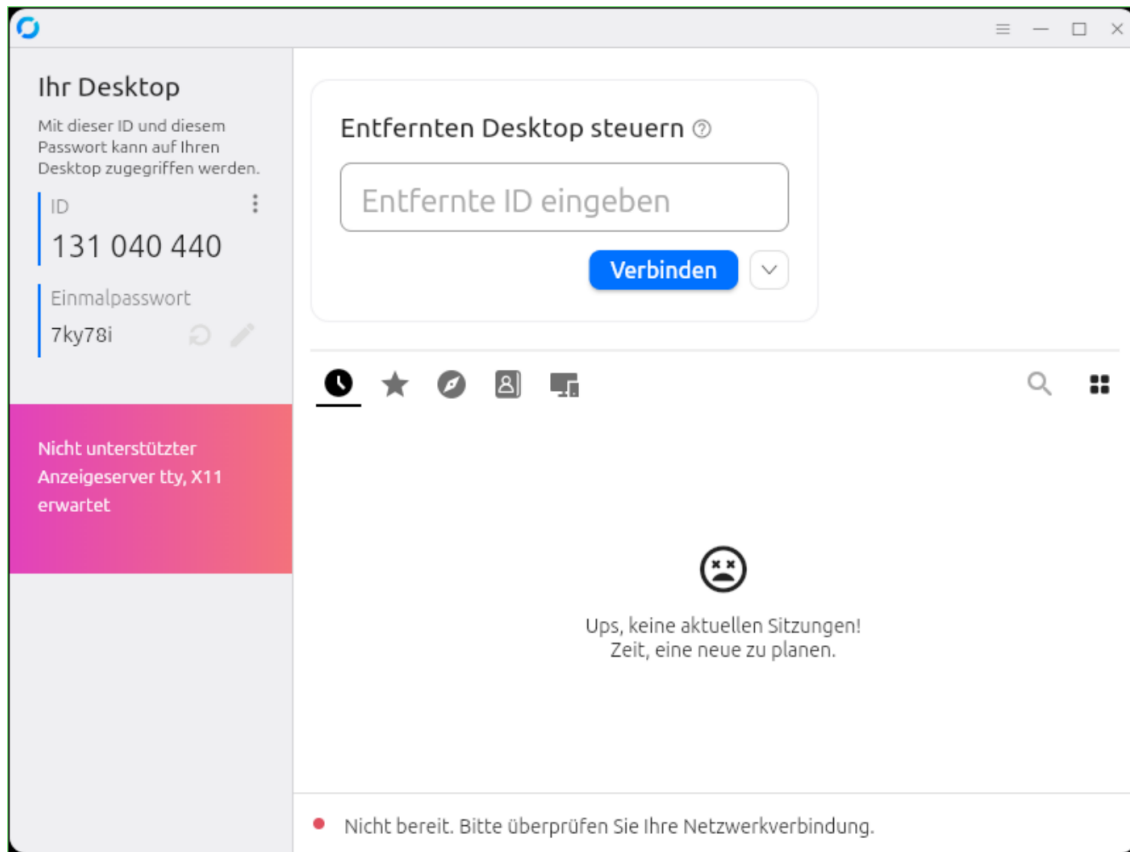 Ihr Desktop
Mit dieser ID und diesem
Passwort kann auf Ihren
Desktop zugegriffen werden.
ID
131 040 440
Einmalpasswort
7ky78i
Nicht unterstützter
Anzeigeserver tty, X11
erwartet
Entfernten Desktop steuern
Entfernte ID eingeben
Verbinden
Ups, keine aktuellen Sitzungen!
Zeit, eine neue zu planen.
Nicht bereit. Bitte überprüfen Sie Ihre Netzwerkverbindung.